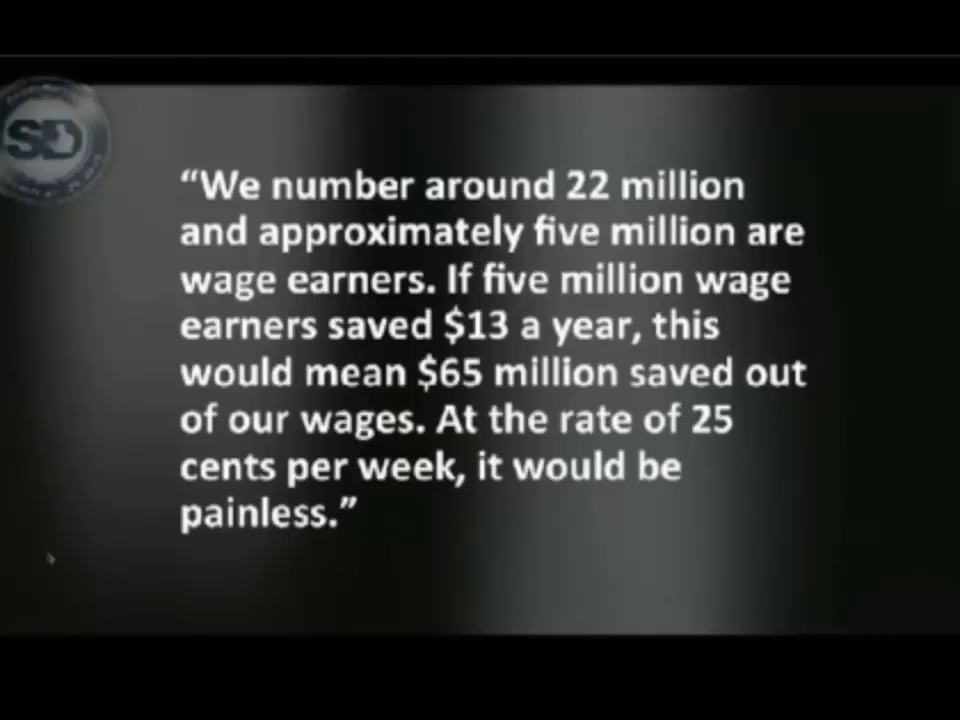 SD
“We number around 22 million
and approximately five million are
wage earners. If five million wage
earners saved $13 a year, this
would mean $65 million saved out
of our wages. At the rate of 25
cents per week, it would be
painless.”